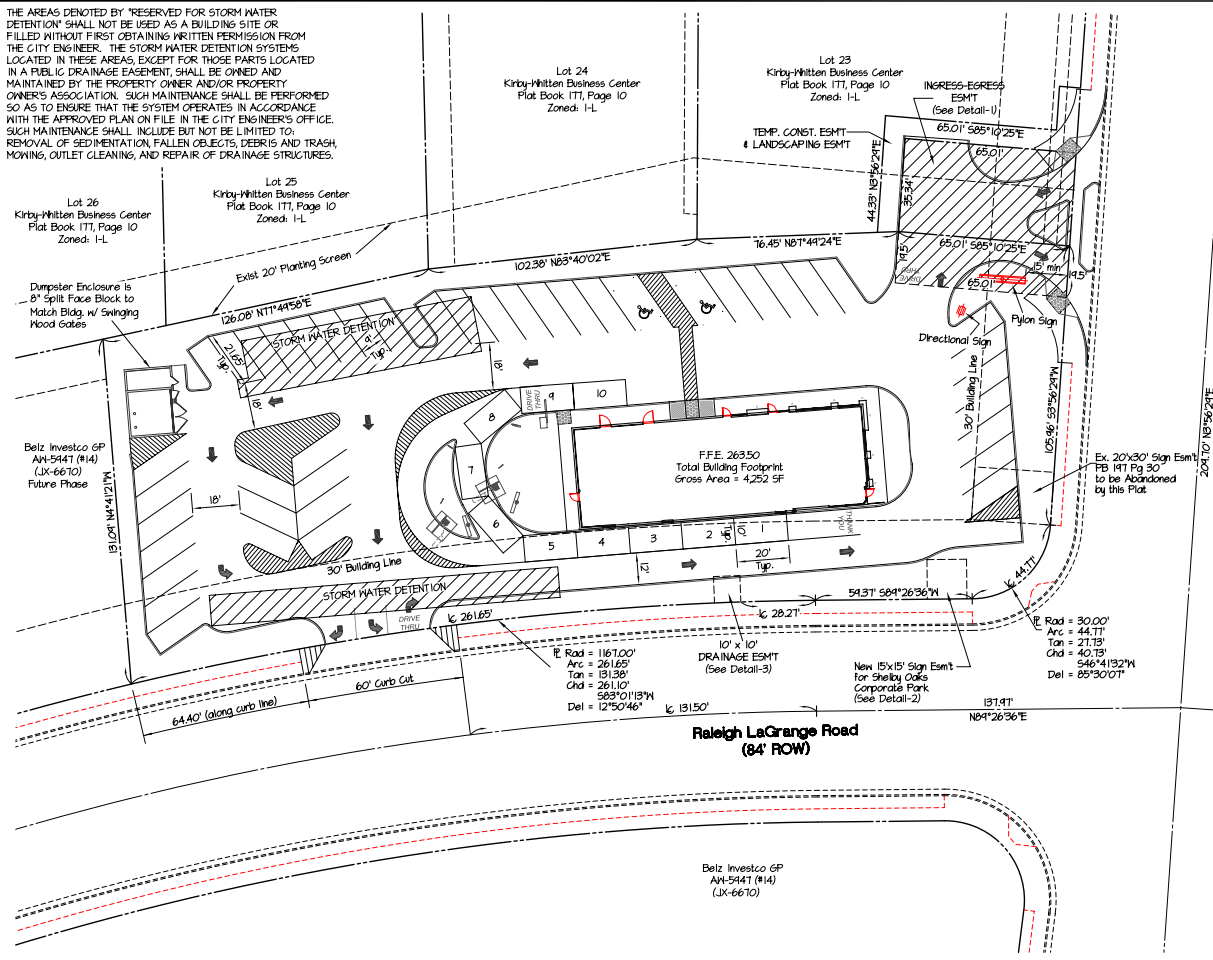 THE AREAS DENOTED BY "RESERVED FOR STORM WATER
DETENTION" SHALL NOT BE USED AS A BUILDING SITE OR
FILLED WITHOUT FIRST OBTAINING WRITTEN PERMISSION FROM
THE CITY ENGINEER. THE STORM WATER DETENTION SYSTEMS
LOCATED IN THESE AREAS, EXCEPT FOR THOSE PARTS LOCATED
IN A PUBLIC DRAINAGE EASEMENT, SHALL BE OWNED AND
MAINTAINED BY THE PROPERTY OWNER AND/OR PROPERTY
OWNER'S ASSOCIATION. SUCH MAINTENANCE SHALL BE PERFORMED
SO AS TO ENSURE THAT THE SYSTEM OPERATES IN ACCORDANCE
WITH THE APPROVED PLAN ON FILE IN THE CITY ENGINEER'S OFFICE.
SUCH MAINTENANCE SHALL INCLUDE BUT NOT BE LIMITED TO:
REMOVAL OF SEDIMENTATION, FALLEN OBJECTS, DEBRIS AND TRASH,
MOWING, OUTLET CLEANING, AND REPAIR OF DRAINAGE STRUCTURES.
Lot 24
Kirby-Whitten Business Center
Plat Book 177, Page 10
Zoned: I-L
Lot 23
Kirby-Whitten Business Center
Plat Book 177, Page 10
Zoned: I-L
INGRESS-EGRESS
ESM'T
(See Detail-1)
65.01' S85°10'25"E
TEMP. CONST. ESM'T
& LANDSCAPING ESM'T
65.01'
44.33' N3°56'29"E
35.34'
Lot 25
Kirby-Whitten Business Center
Plat Book 177, Page 10
Zoned: I-L
Lot 26
Kirby-Whitten Business Center
Plat Book 177, Page 10
Zoned: I-L
76.45' N87°49'24"E
65.01' S85°10'25"E
19.5'
15' min
19.5'
65.01'
DRIVE
THRU
Exist 20' Planting Screen
102.38' N83°40'02"E
126.08' N77°49'58"E
Dumpster Enclosure is
8" Split Face Block to
Match Bldg. w/ Swinging
Wood Gates
Pylon Sign
Directional Sign
STORM WATER DETENTION
9'
Typ.
21.65'
Typ.
18'
18'
DRIVE
THRU
9
10
8
7
6
30' Building Line
105.96' S3°56'29"W
209.70' N3°56'29"E
Belz Investco GP
AW-5947 (#14)
(JX-6670)
Future Phase
131.09' N4°41'21"W
18'
F.F.E. 263.50
Total Building Footprint
Gross Area = 4,252 SF
Ex. 20'x30' Sign Esm't
PB 197 Pg 30
to be Abandoned
by this Plat
THANK
YOU
5
4
3
2
1
10'
Typ.
20'
Typ.
12'
30' Building Line
STORM WATER DETENTION
DRIVE
THRU
261.65'
28.27'
59.37' S89°26'36"W
44.77'
10' x 10'
DRAINAGE ESM'T
(See Detail-3)
New 15'x15' Sign Esm't
for Shelby Oaks
Corporate Park
(See Detail-2)
Rad = 30.00'
Arc = 44.77'
Tan = 27.73'
Chd = 40.73'
S46°41'32"W
Del = 85°30'07"
Rad = 1167.00'
Arc = 261.65'
Tan = 131.38'
Chd = 261.10'
S83°01'13"W
Del = 12°50'46"
60' Curb Cut
64.40' (along curb line)
131.50'
137.97'
N89°26'36"E
Raleigh LaGrange Road
(84' ROW)
Belz Investco GP
AW-5947 (#14)
(JX-6670)